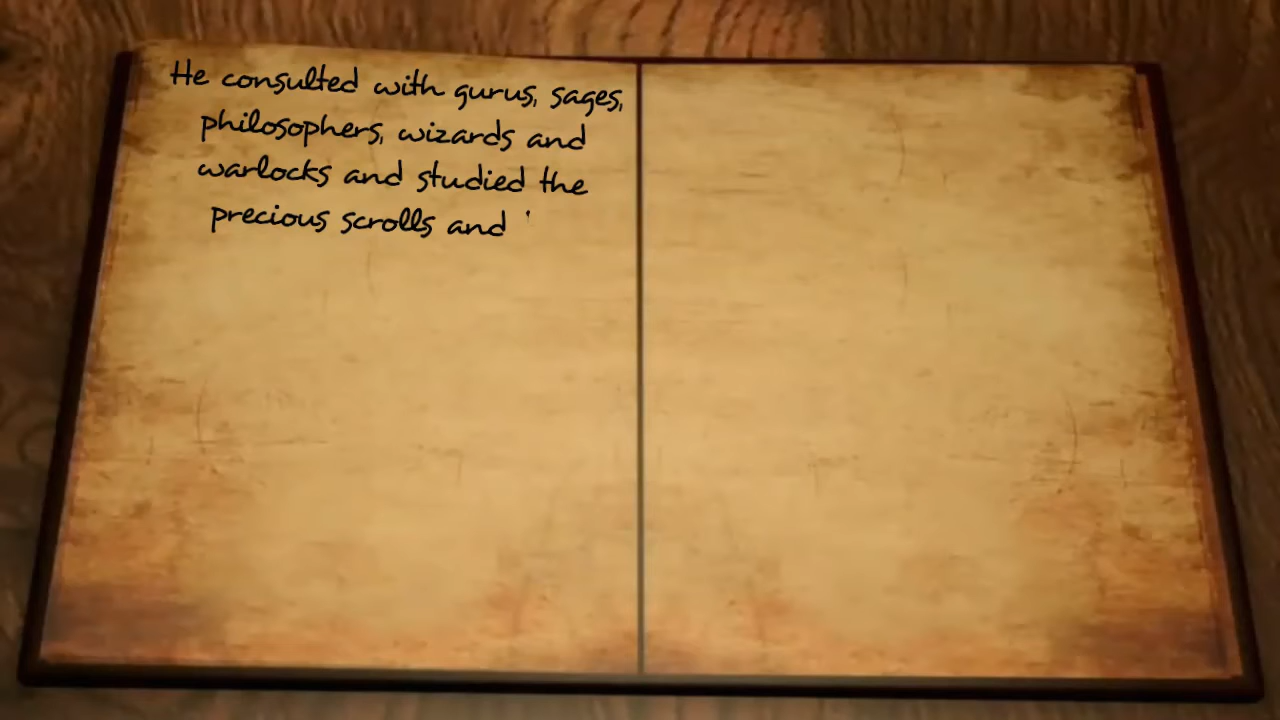 He consulted with gurus, sages,
philosophers, wizards and
warlocks and studied the
precious scrolls and